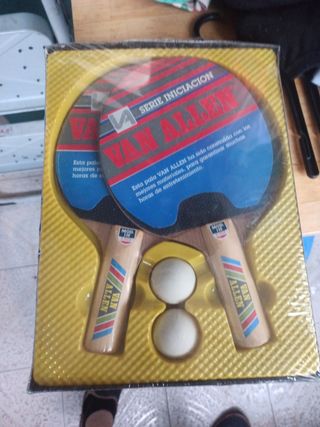 SERIE INICIACION
VAN ALLEN
Esta pala VAN ALLEN ha sido construida con los
mejores materiales, para garantizar muchas
horas de entretenimiento.
VAN
ALLEN
VAN
ALLEN